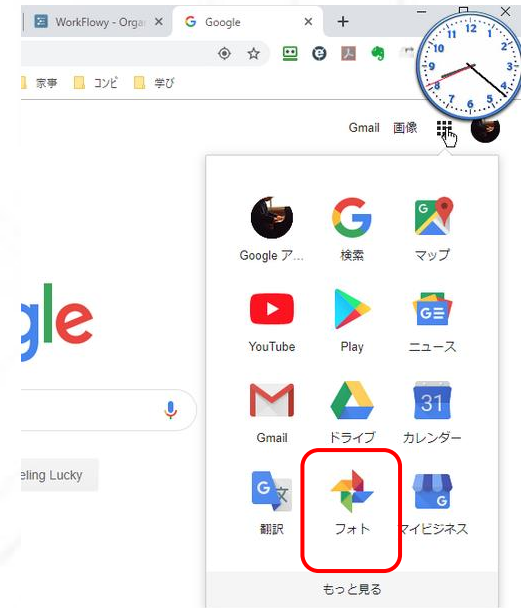 WorkFlowy - Orga
Google
家事
コンピ
学び
12
1
2
3
4
5
6
7
8
9
10
11
Gmail 画像
Google ア...
検索
マップ
gle
YouTube
Play
ニュース
31
Gmail
ドライブ
カレンダー
eling Lucky
翻訳
フォト
マイビジネス
もっと見る